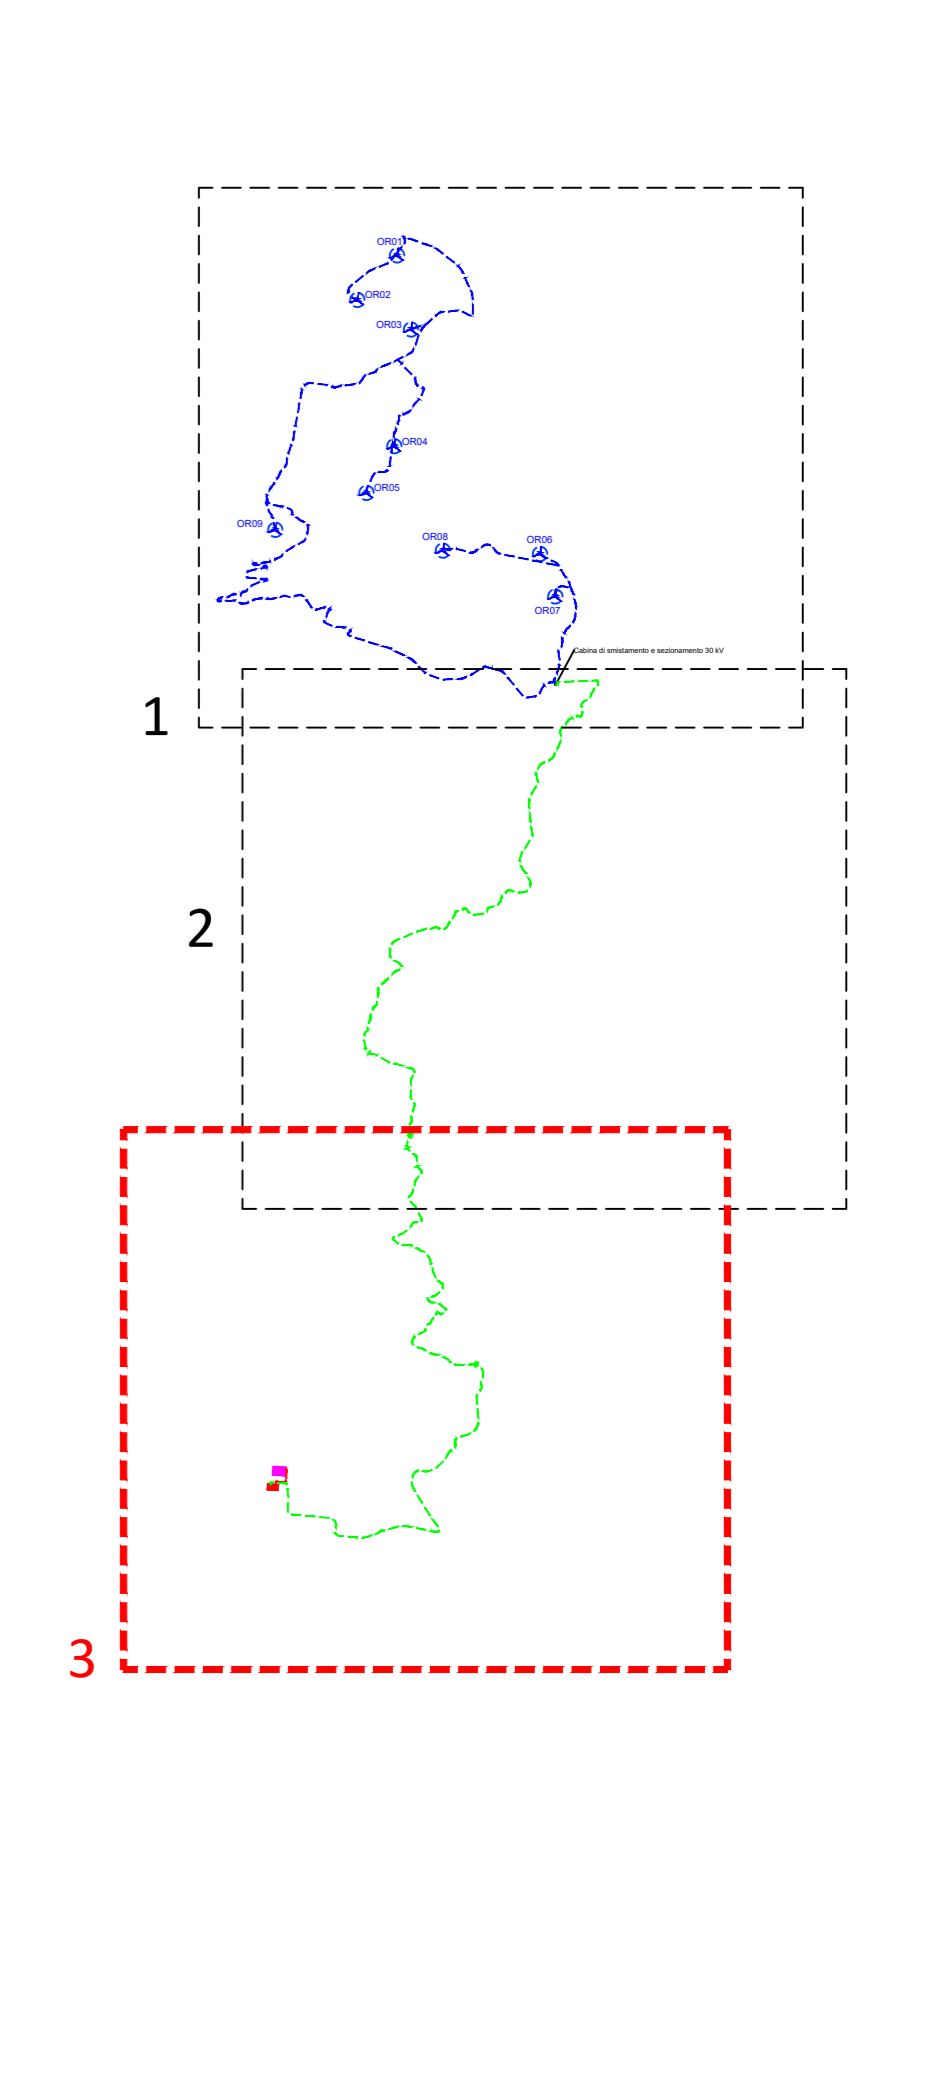 OR01
OR02
OR03
OR04
OR05
OR09
OR08
OR06
OR07
Cabina di smistamento e sezionamento 30 kV
1
2
3